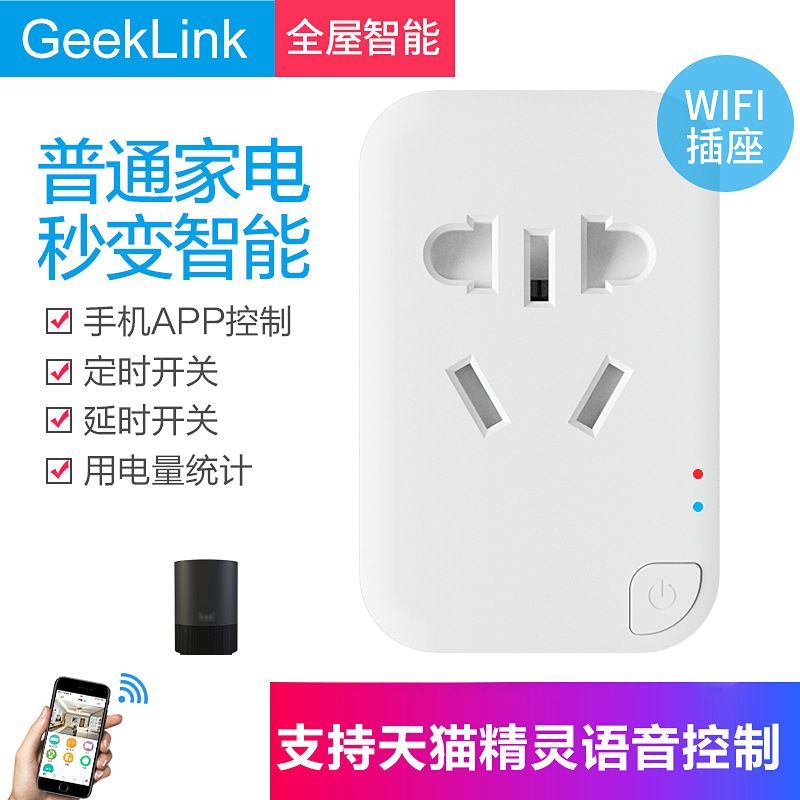 GeekLink 全屋智能
WIFI
插座
普通家电
秒变智能
手机APP控制
定时开关
延时开关
用电量统计
支持天猫精灵语音控制